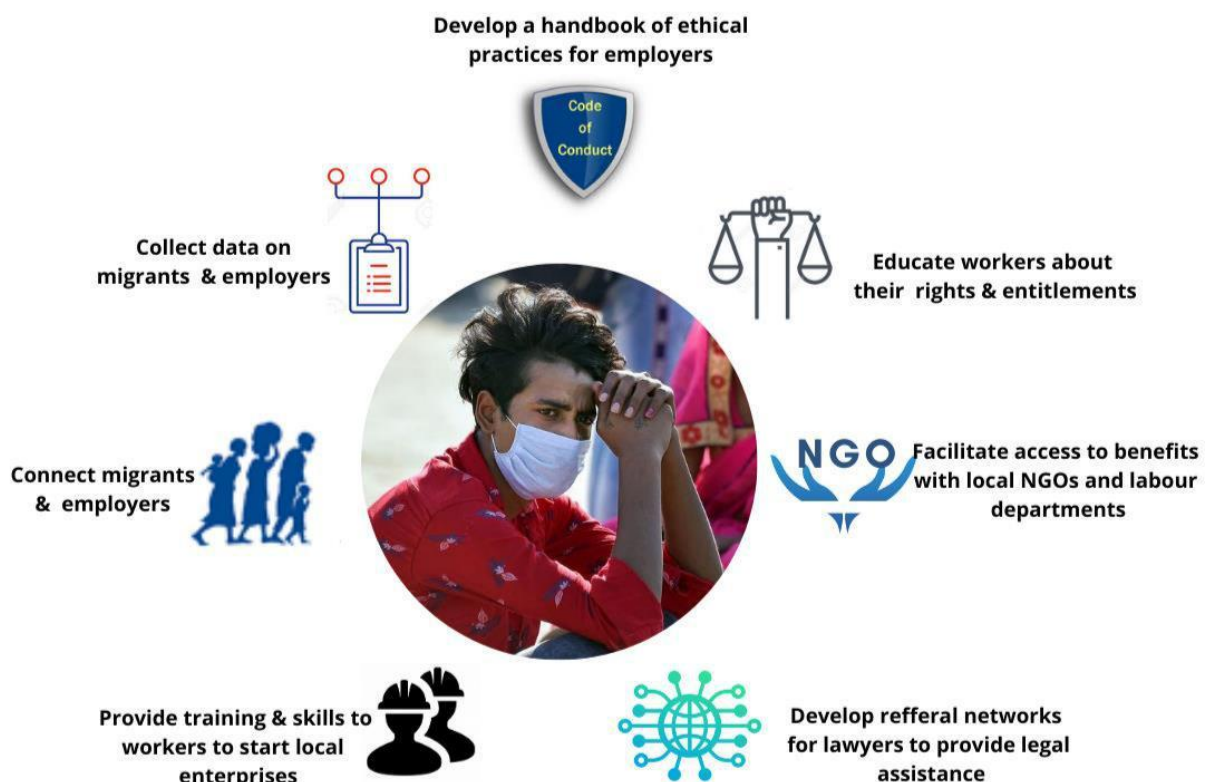 Develop a handbook of ethical
practices for employers
Code
of
Conduct
Collect data on
migrants & employers
Educate workers about
their rights & entitlements
Connect migrants
& employers
NGO
Facilitate access to benefits
with local NGOs and labour
departments
Provide training & skills to
workers to start local
enterprises
Develop refferal networks
for lawyers to provide legal
assistance